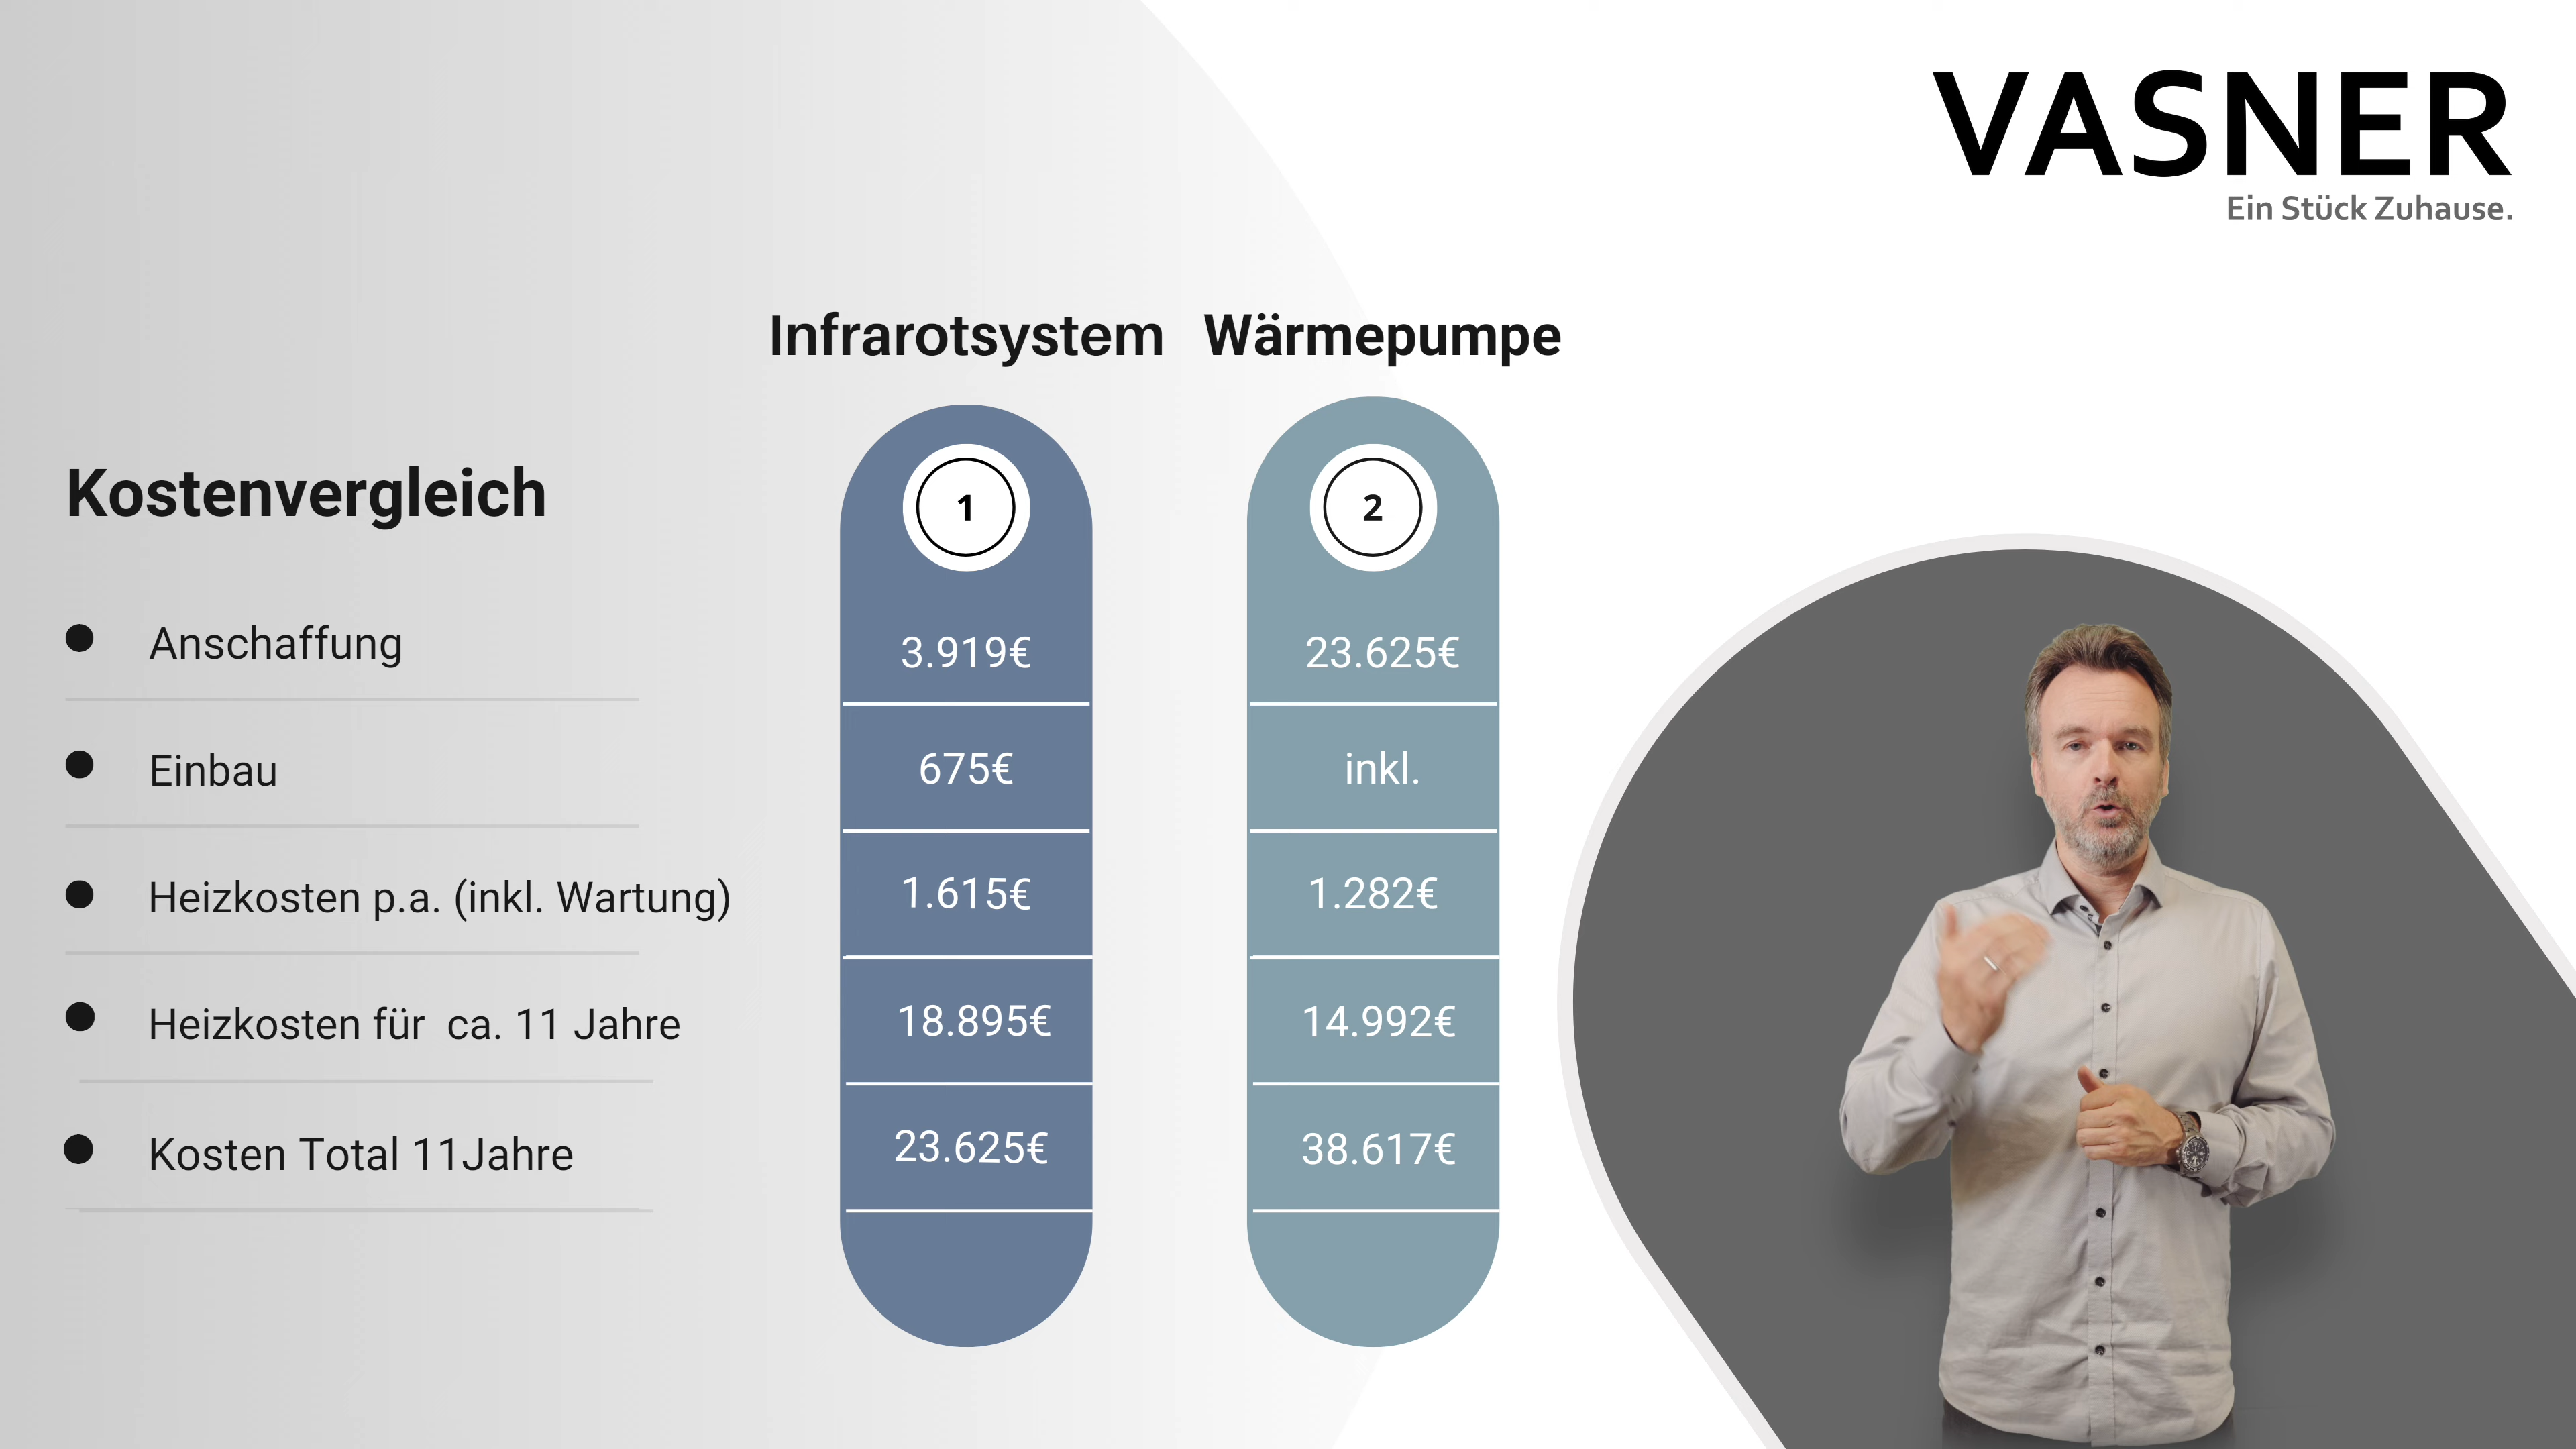 VASNER
Ein Stück Zuhause.
Infrarotsystem Wärmepumpe
Kostenvergleich 1 2
Anschaffung 3.919€ 23.625€
Einbau 675€ inkl.
Heizkosten p.a. (inkl. Wartung) 1.615€ 1.282€
Heizkosten für ca. 11 Jahre 18.895€ 14.992€
Kosten Total 11Jahre 23.625€ 38.617€